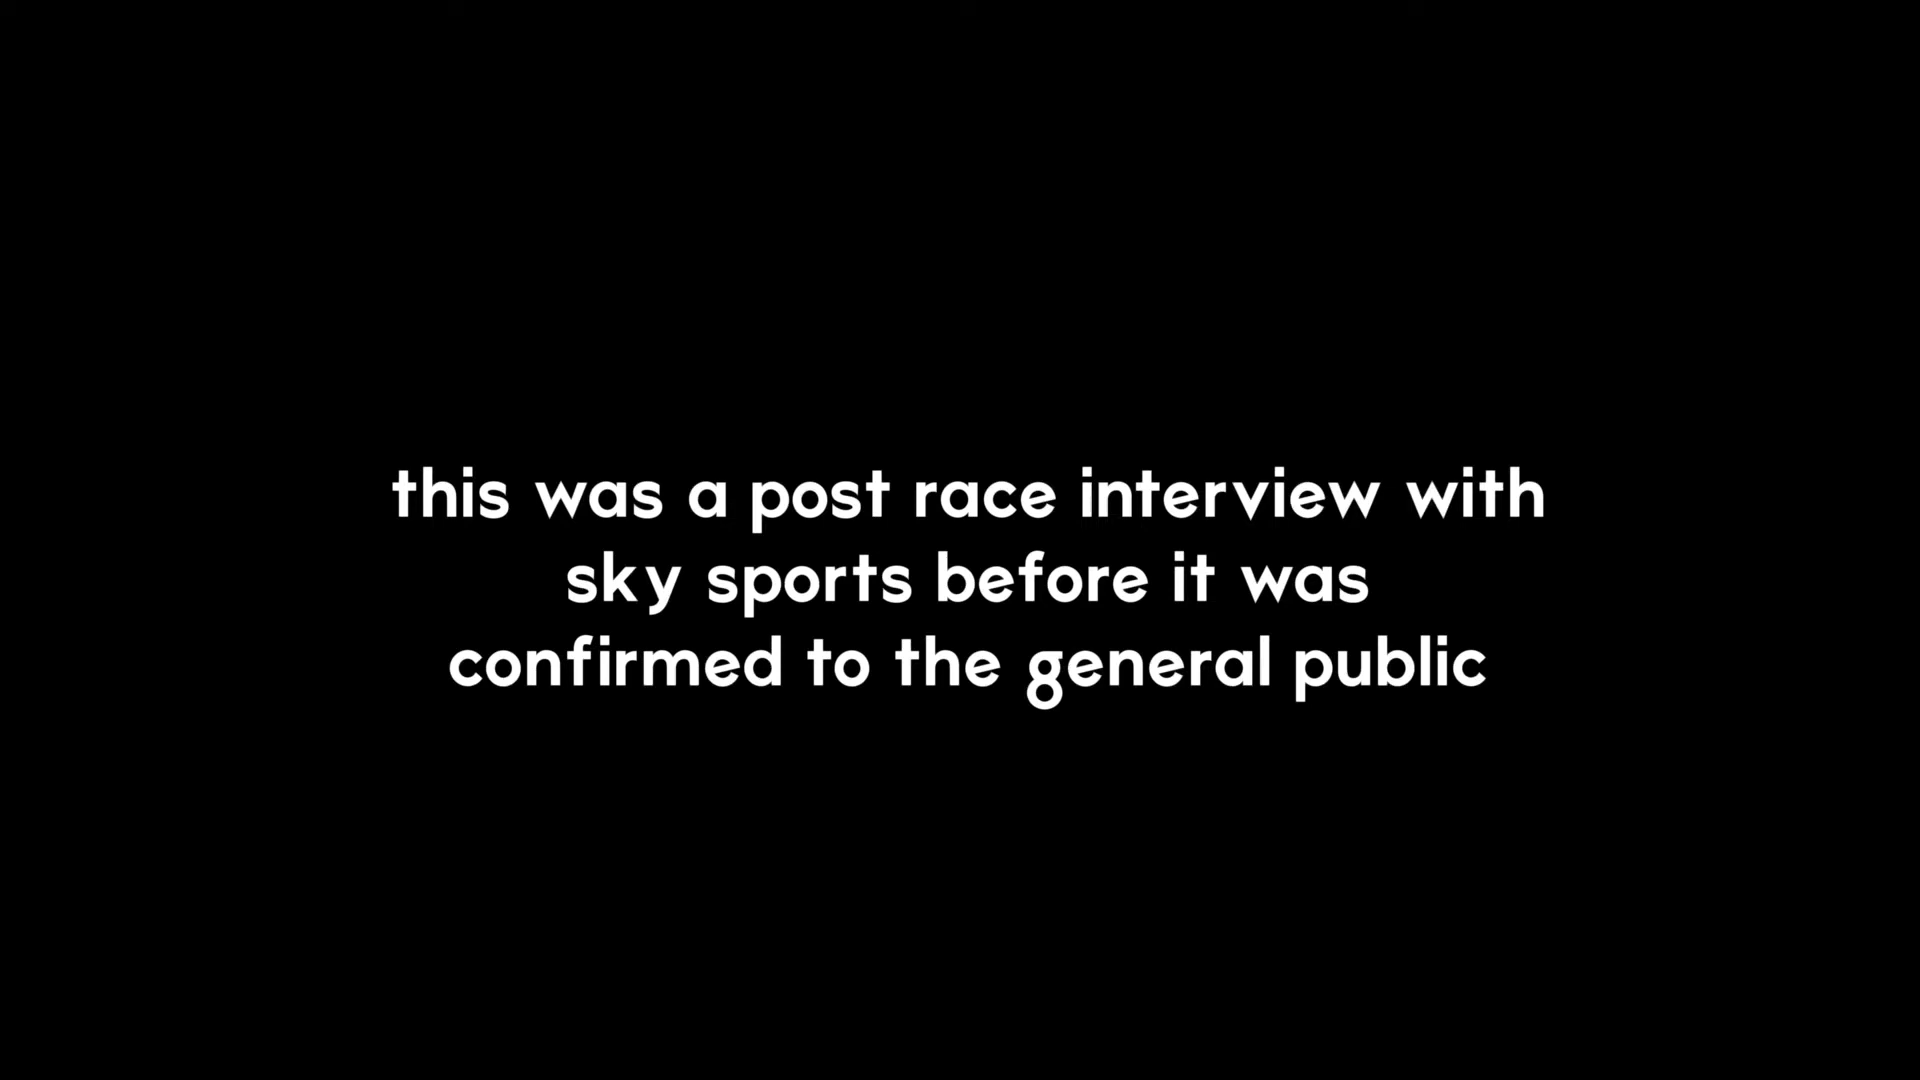 this was a post race interview with
sky sports before it was
confirmed to the general public